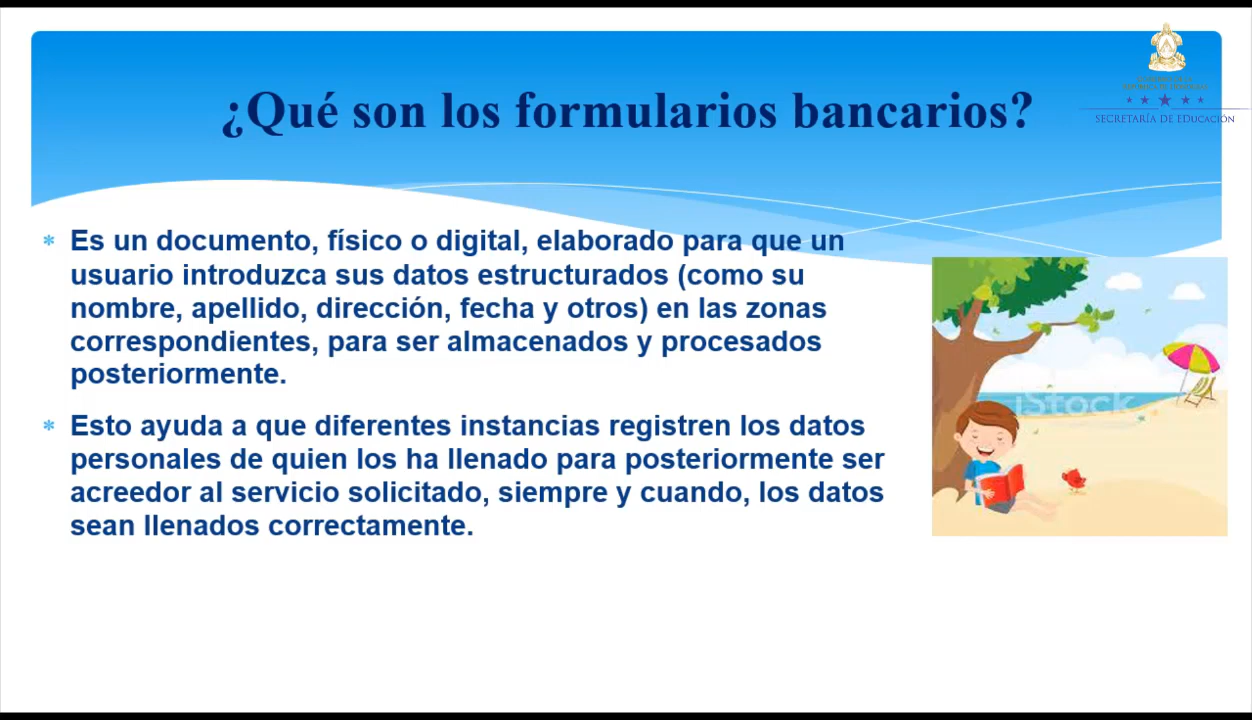 ¿Qué son los formularios bancarios?
SECRETARÍA DE EDUCACIÓN
* Es un documento, físico o digital, elaborado para que un
usuario introduzca sus datos estructurados (como su
nombre, apellido, dirección, fecha y otros) en las zonas
correspondientes, para ser almacenados y procesados
posteriormente.
* Esto ayuda a que diferentes instancias registren los datos
personales de quien los ha llenado para posteriormente ser
acreedor al servicio solicitado, siempre y cuando, los datos
sean llenados correctamente.
iStock